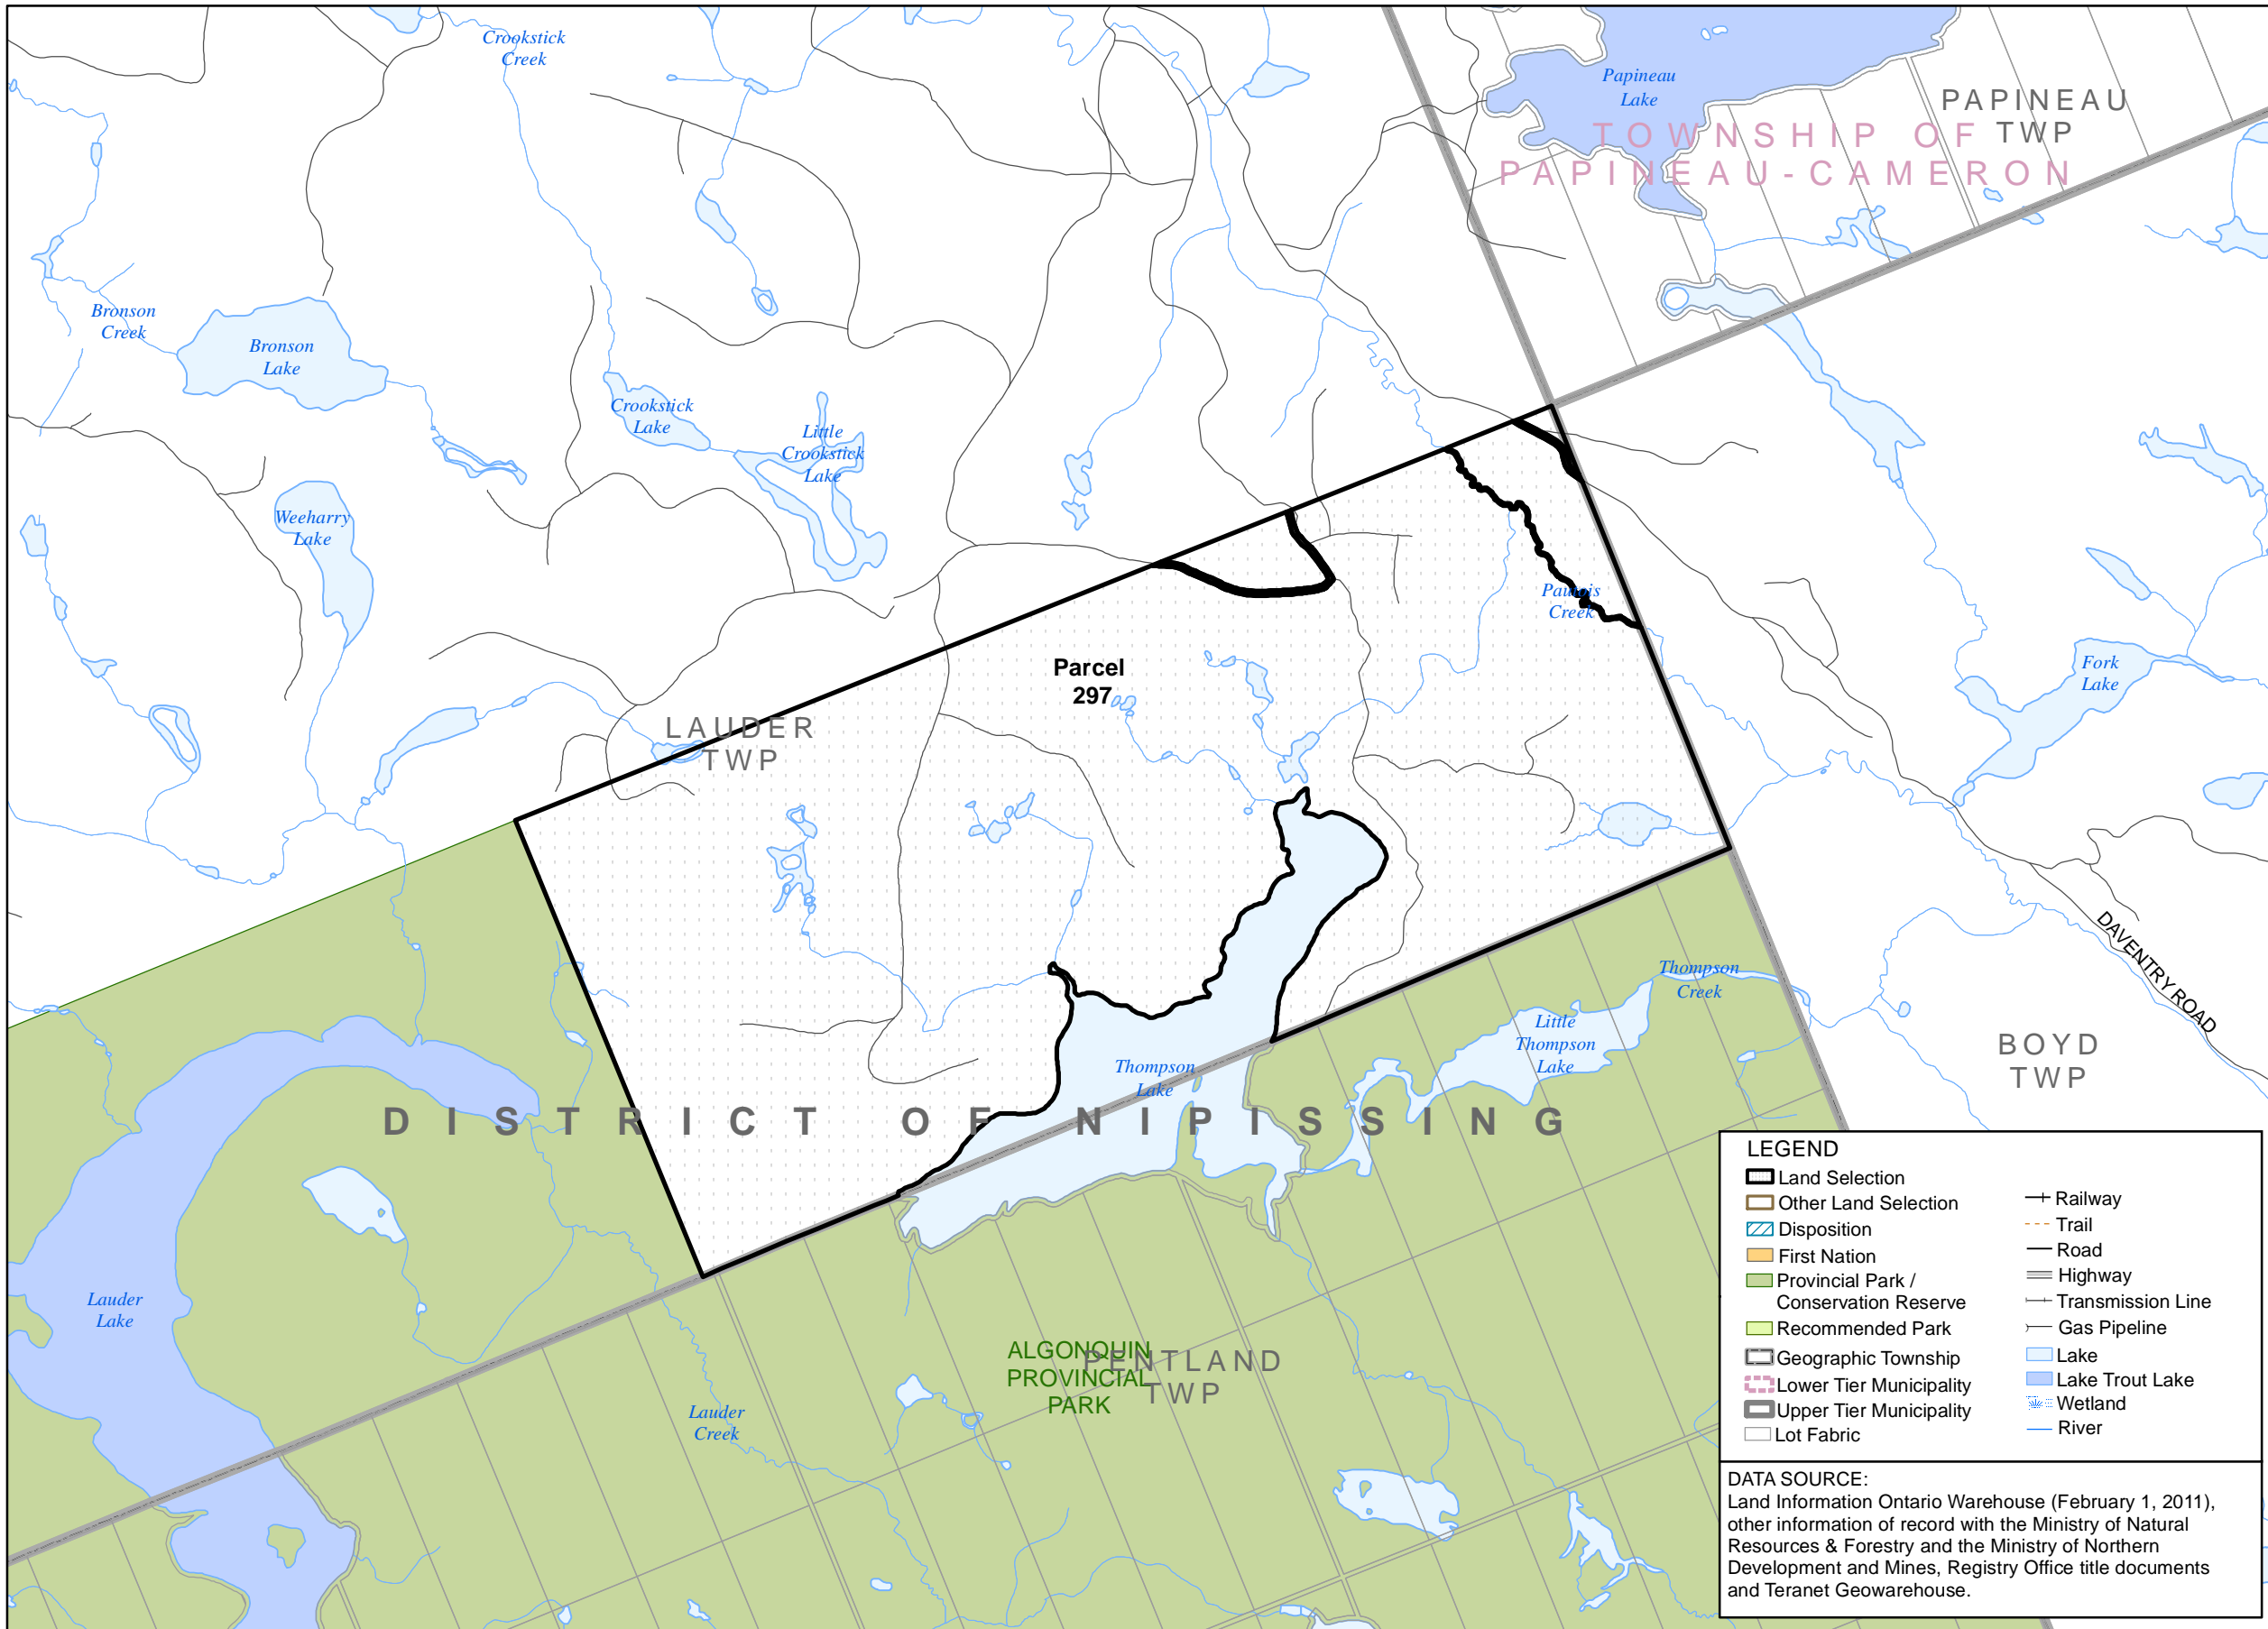 Crookstick
Creek
Papineau
Lake
PAPINEAU
TWP
TOWNSHIP OF
PAPINEAU-CAMERON
Bronson
Creek
Bronson
Lake
Crookstick
Lake
Little
Crookstick
Lake
Weeharry
Lake
Pautois
Creek
Parcel
297
Fork
Lake
LAUDER
TWP
DAVENTRY ROAD
Thompson
Creek
Little
Thompson
Lake
Thompson
Lake
BOYD
TWP
DISTRICT OF NIPISSING
Lauder
Lake
ALGONQUIN
PROVINCIAL
PARK
PENTLAND
TWP
Lauder
Creek
LEGEND
Land Selection
Other Land Selection
Disposition
First Nation
Provincial Park /
Conservation Reserve
Recommended Park
Geographic Township
Lower Tier Municipality
Upper Tier Municipality
Lot Fabric
Railway
Trail
Road
Highway
Transmission Line
Gas Pipeline
Lake
Lake Trout Lake
Wetland
River
DATA SOURCE:
Land Information Ontario Warehouse (February 1, 2011),
other information of record with the Ministry of Natural
Resources & Forestry and the Ministry of Northern
Development and Mines, Registry Office title documents
and Teranet Geowarehouse.